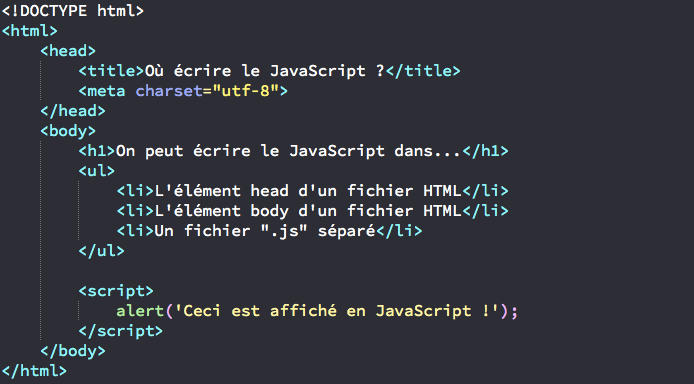 <!DOCTYPE html>
<html>
    <head>
        <title>Où écrire le JavaScript ?</title>
        <meta charset="utf-8">
    </head>
    <body>
        <h1>On peut écrire le JavaScript dans...</h1>
        <ul>
            <li>L'élément head d'un fichier HTML</li>
            <li>L'élément body d'un fichier HTML</li>
            <li>Un fichier ".js" séparé</li>
        </ul>

        <script>
            alert('Ceci est affiché en JavaScript !');
        </script>
    </body>
</html>